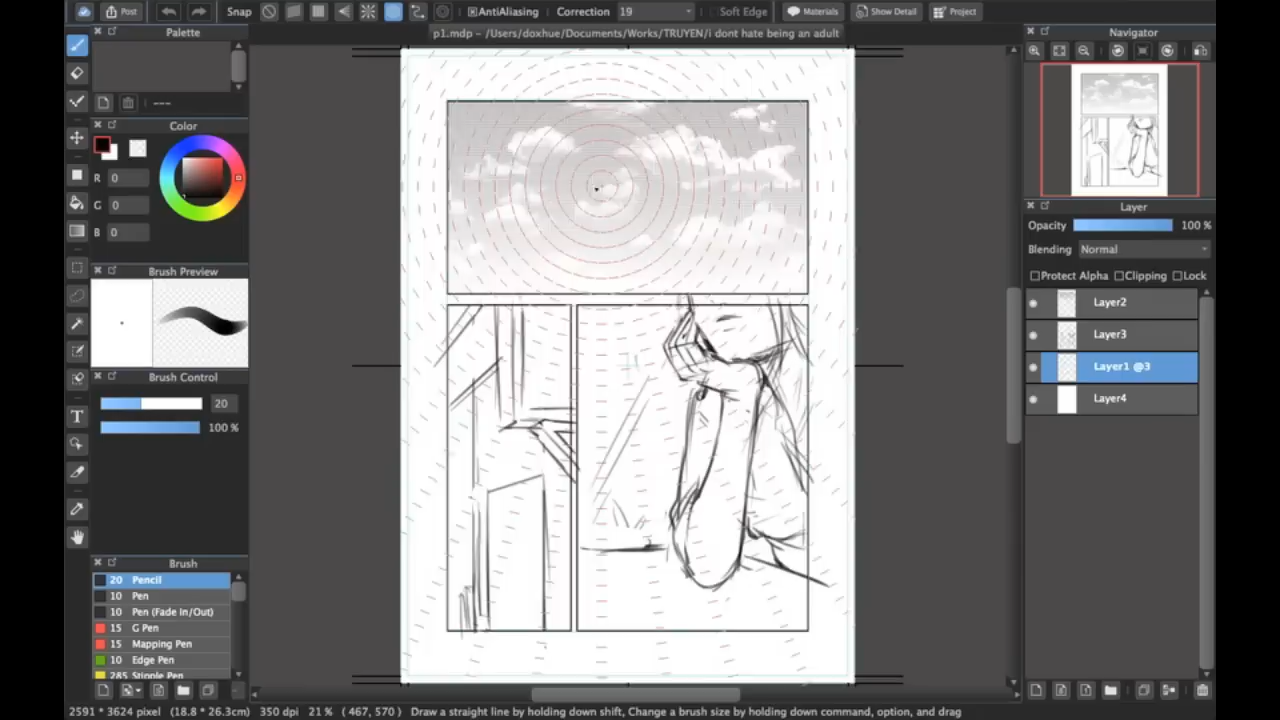 Post Snap AntiAliasing Correction 19 Soft Edge Materials Show Detail Project
p1.mdp - /Users/doxhue/Documents/Works/TRUYEN/i dont hate being an adult
Palette
---
Color
R 0
G 0
B 0
Brush Preview
Brush Control
20
100 %
Brush
20 Pencil
10 Pen
10 Pen (Fade In/Out)
15 G Pen
15 Mapping Pen
10 Edge Pen
285 Stipple Pen
Navigator
Layer
Opacity 100 %
Blending Normal
Protect Alpha Clipping Lock
Layer2
Layer3
Layer1 @3
Layer4
2591 * 3624 pixel (18.8 * 26.3cm) 350 dpi 21 % ( 467, 570 ) Draw a straight line by holding down shift, Change a brush size by holding down command, option, and drag